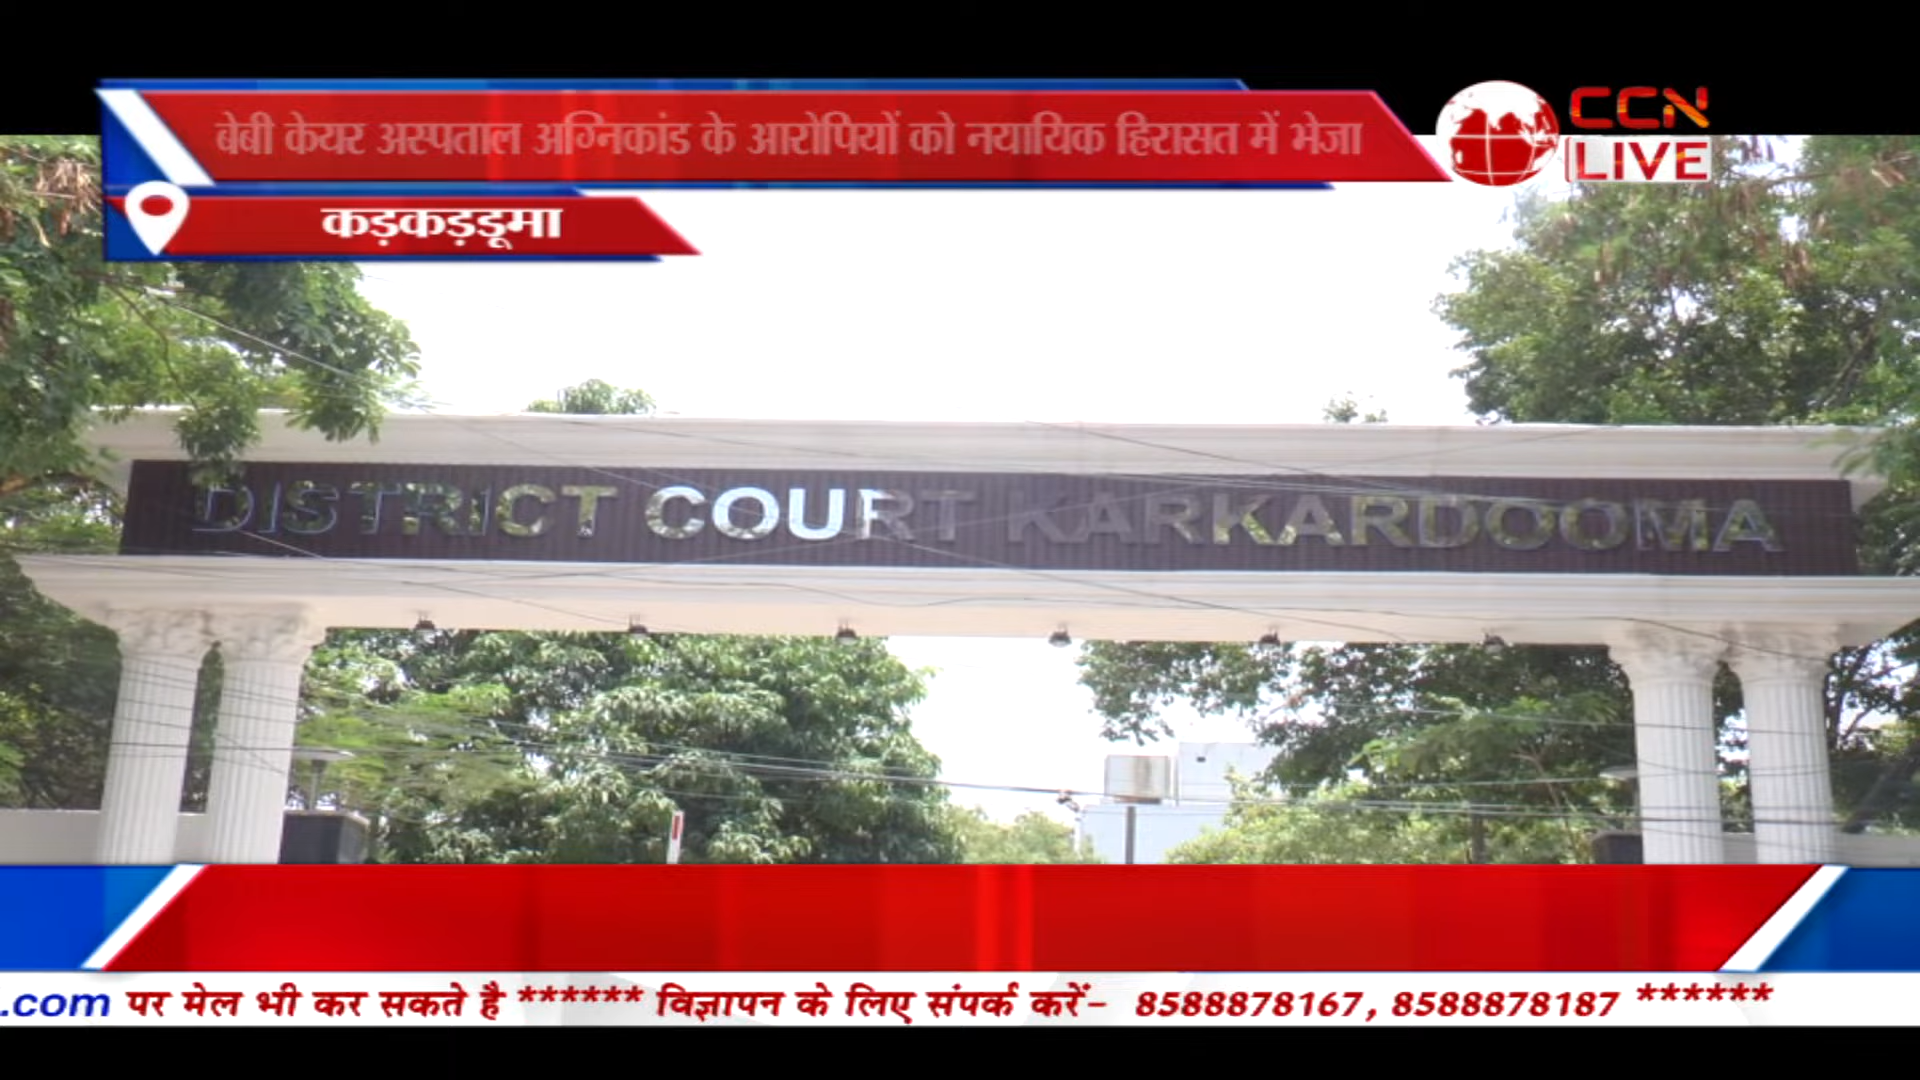 बेबी केयर अस्पताल अग्निकांड के आरोपियों को नयायिक हिरासत में भेजा
CCN
LIVE
कड़कड़डूमा
DISTRICT COURT KARKARDOOMA
.com पर मेल भी कर सकते है ****** विज्ञापन के लिए संपर्क करें- 8588878167, 8588878187 ******